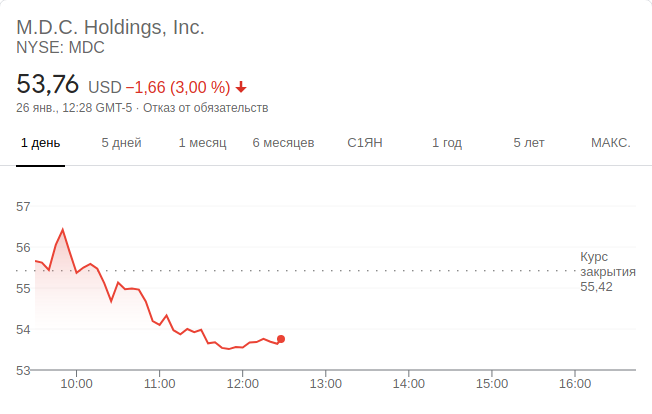 M.D.C. Holdings, Inc.
NYSE: MDC
53,76 USD −1,66 (3,00 %)
26 янв., 12:28 GMT-5 · Отказ от обязательств
1 день 5 дней 1 месяц 6 месяцев С1ЯН 1 год 5 лет МАКС.
57
56
55
54
53
Курс
закрытия
55,42
10:00 11:00 12:00 13:00 14:00 15:00 16:00